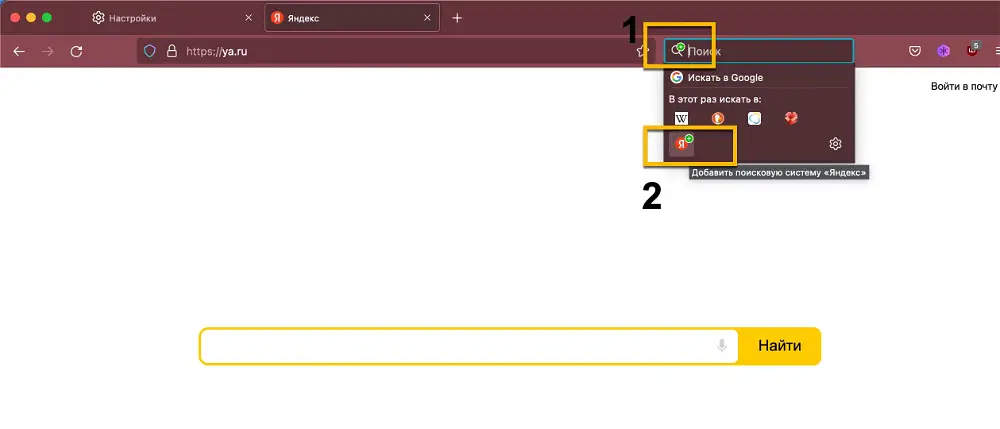 Настройки
Яндекс
1
https://ya.ru
Поиск
Искать в Google
Войти в почту
В этот раз искать в:
W
Я
Добавить поисковую систему «Яндекс»
2
Найти